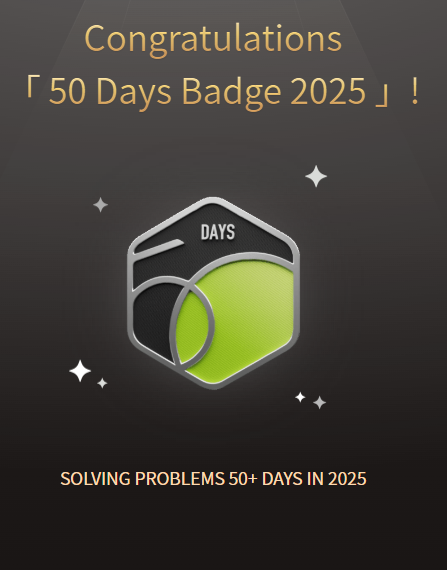 Congratulations
「 50 Days Badge 2025 」 !
DAYS
SOLVING PROBLEMS 50+ DAYS IN 2025